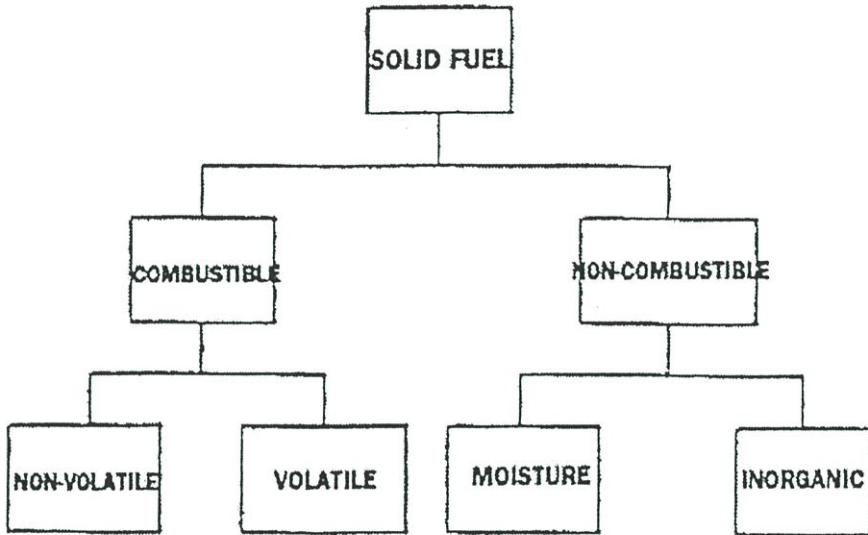 SOLID FUEL
COMBUSTIBLE
NON-COMBUSTIBLE
NON-VOLATILE
VOLATILE
MOISTURE
INORGANIC